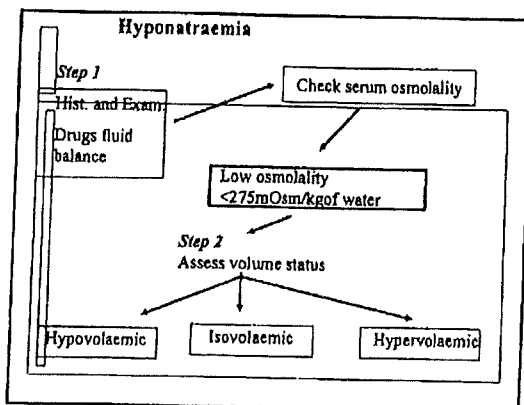 Hyponatraemia
Step 1
Hist. and Exam.
Drugs fluid
balance
Check serum osmolality
Low osmolality
<275mOsm/kgof water
Step 2
Assess volume status
Hypovolaemic
Isovolaemic
Hypervolaemic